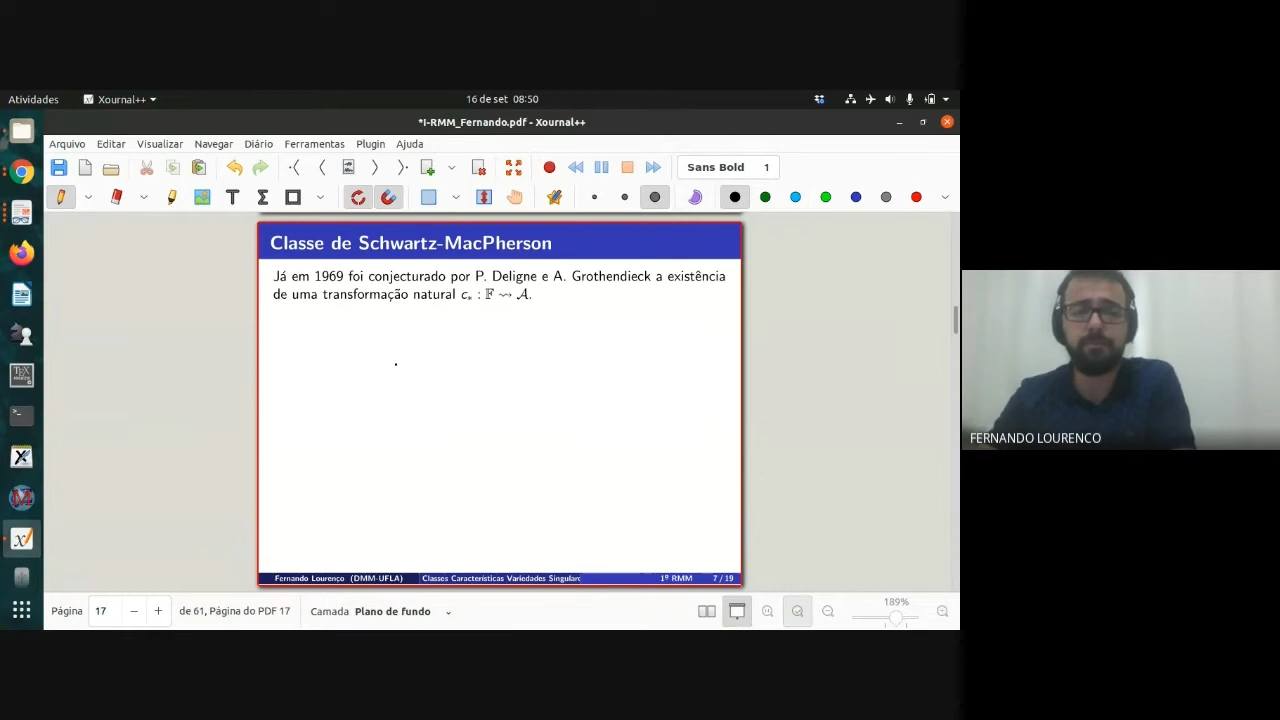 Atividades
Xournal++
16 de set 08:50
*I-RMM_Fernando.pdf - Xournal++
Arquivo Editar Visualizar Navegar Diário Ferramentas Plugin Ajuda
Sans Bold 1
Classe de Schwartz-MacPherson
Já em 1969 foi conjecturado por P. Deligne e A. Grothendieck a existência
de uma transformação natural c∗ : 𝔽 ⇝ 𝒜.
FERNANDO LOURENCO
Fernando Lourenço (DMM-UFLA) Classes Características Variedades Singulare 1º RMM 7 / 19
Página 17 de 61, Página do PDF 17 Camada Plano de fundo 189%